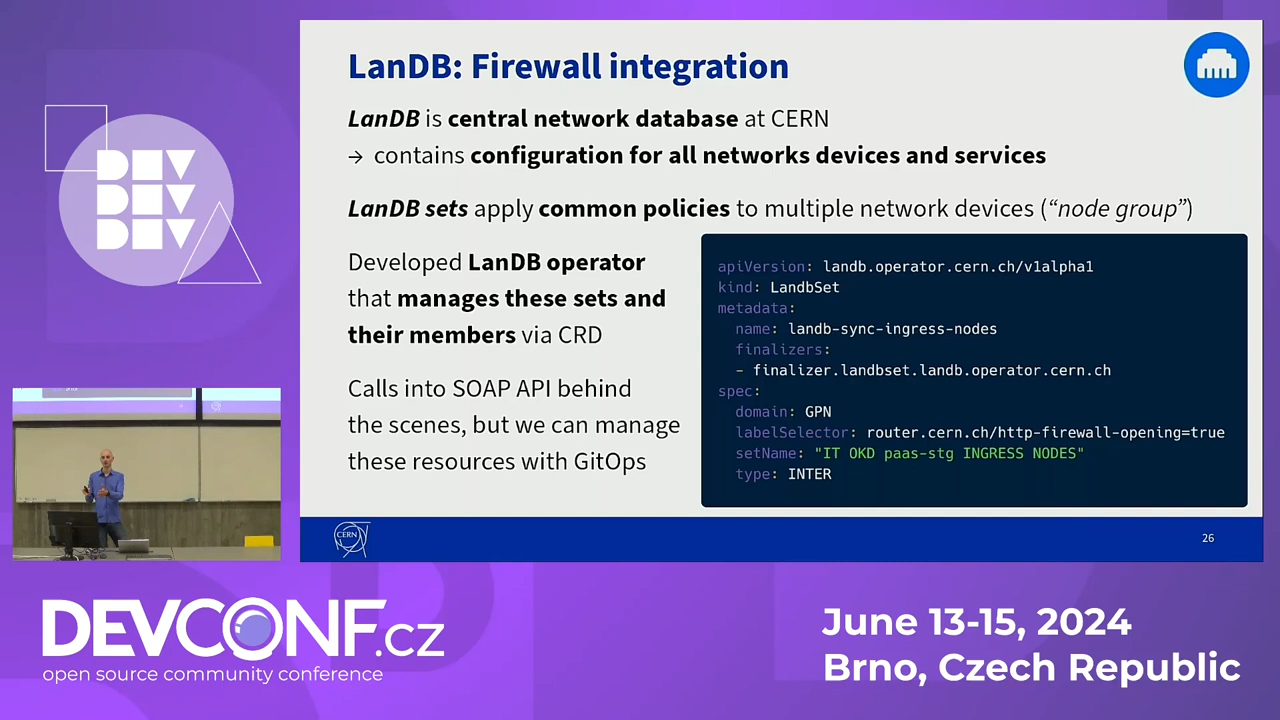 LanDB: Firewall integration
LanDB is central network database at CERN
→ contains configuration for all networks devices and services
LanDB sets apply common policies to multiple network devices (“node group”)
Developed LanDB operator
that manages these sets and
their members via CRD
Calls into SOAP API behind
the scenes, but we can manage
these resources with GitOps
apiVersion: landb.operator.cern.ch/v1alpha1
kind: LandbSet
metadata:
name: landb-sync-ingress-nodes
finalizers:
- finalizer.landbset.landb.operator.cern.ch
spec:
domain: GPN
labelSelector: router.cern.ch/http-firewall-opening=true
setName: "IT OKD paas-stg INGRESS NODES"
type: INTER
CERN
26
DEV
DEV
DEV
DEVCONF.cz
open source community conference
June 13-15, 2024
Brno, Czech Republic